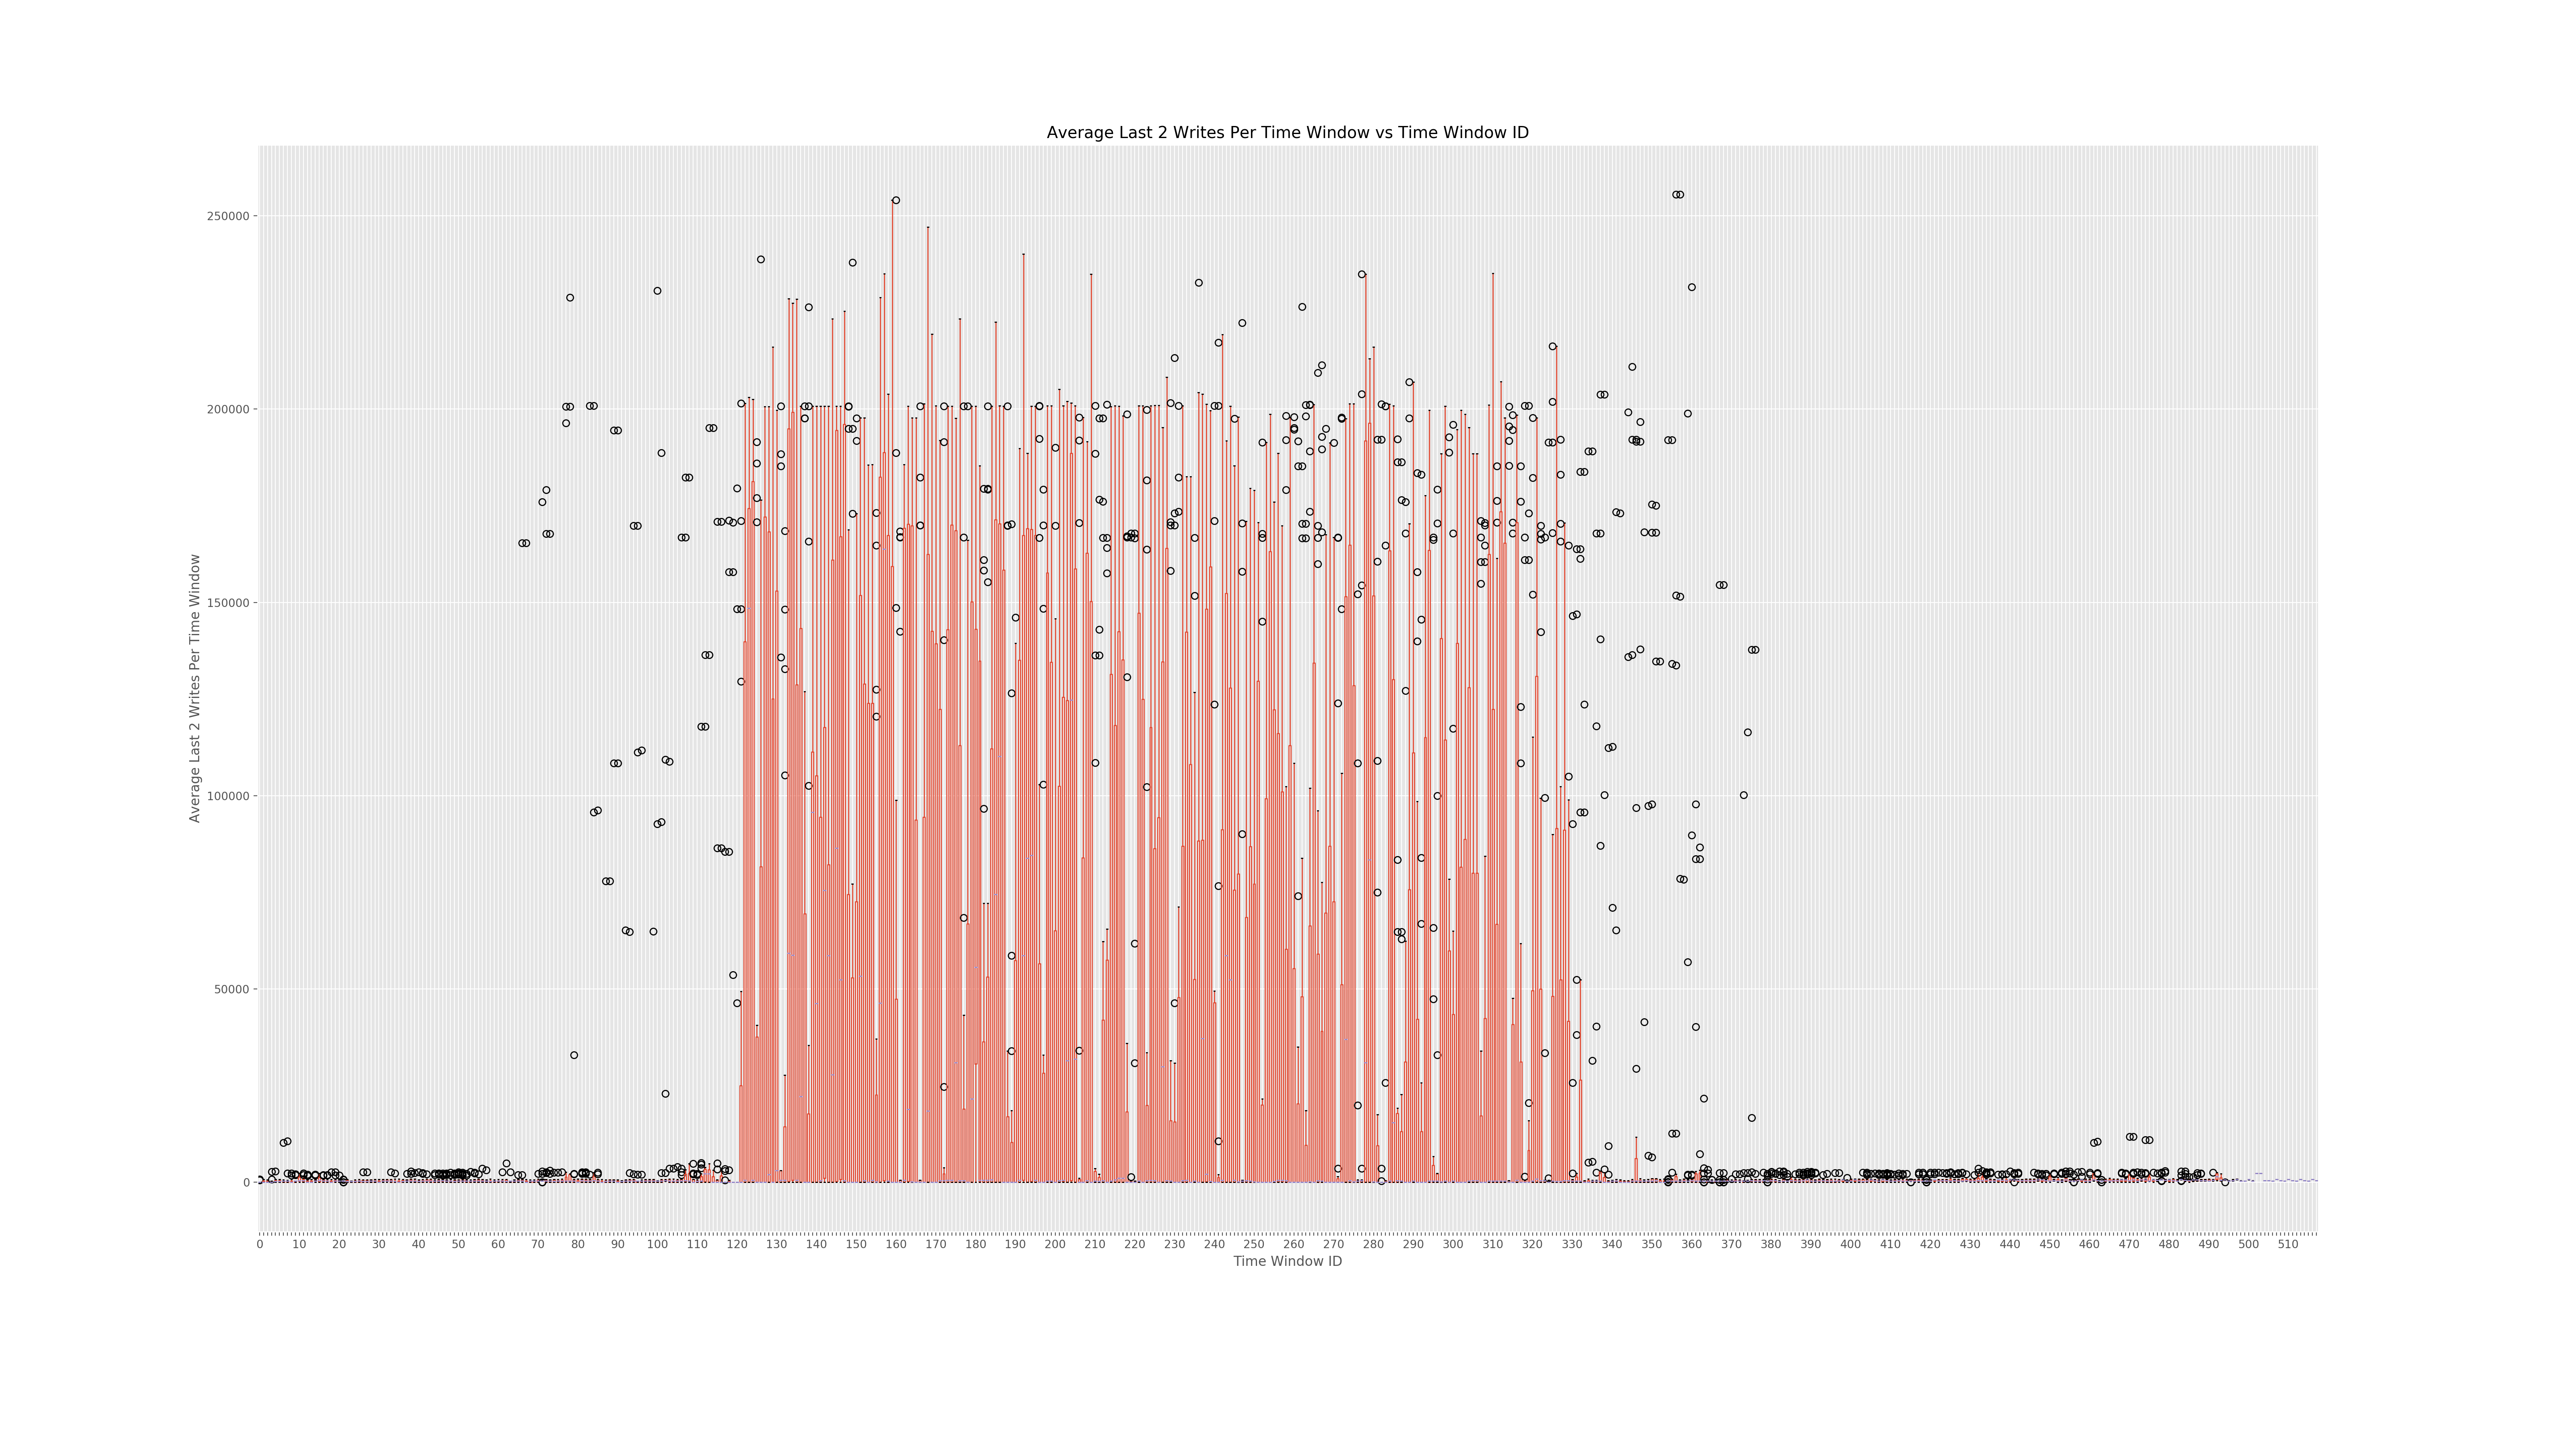 Average Last 2 Writes Per Time Window vs Time Window ID
Average Last 2 Writes Per Time Window
250000
200000
150000
100000
50000
0
0 10 20 30 40 50 60 70 80 90 100 110 120 130 140 150 160 170 180 190 200 210 220 230 240 250 260 270 280 290 300 310 320 330 340 350 360 370 380 390 400 410 420 430 440 450 460 470 480 490 500 510
Time Window ID